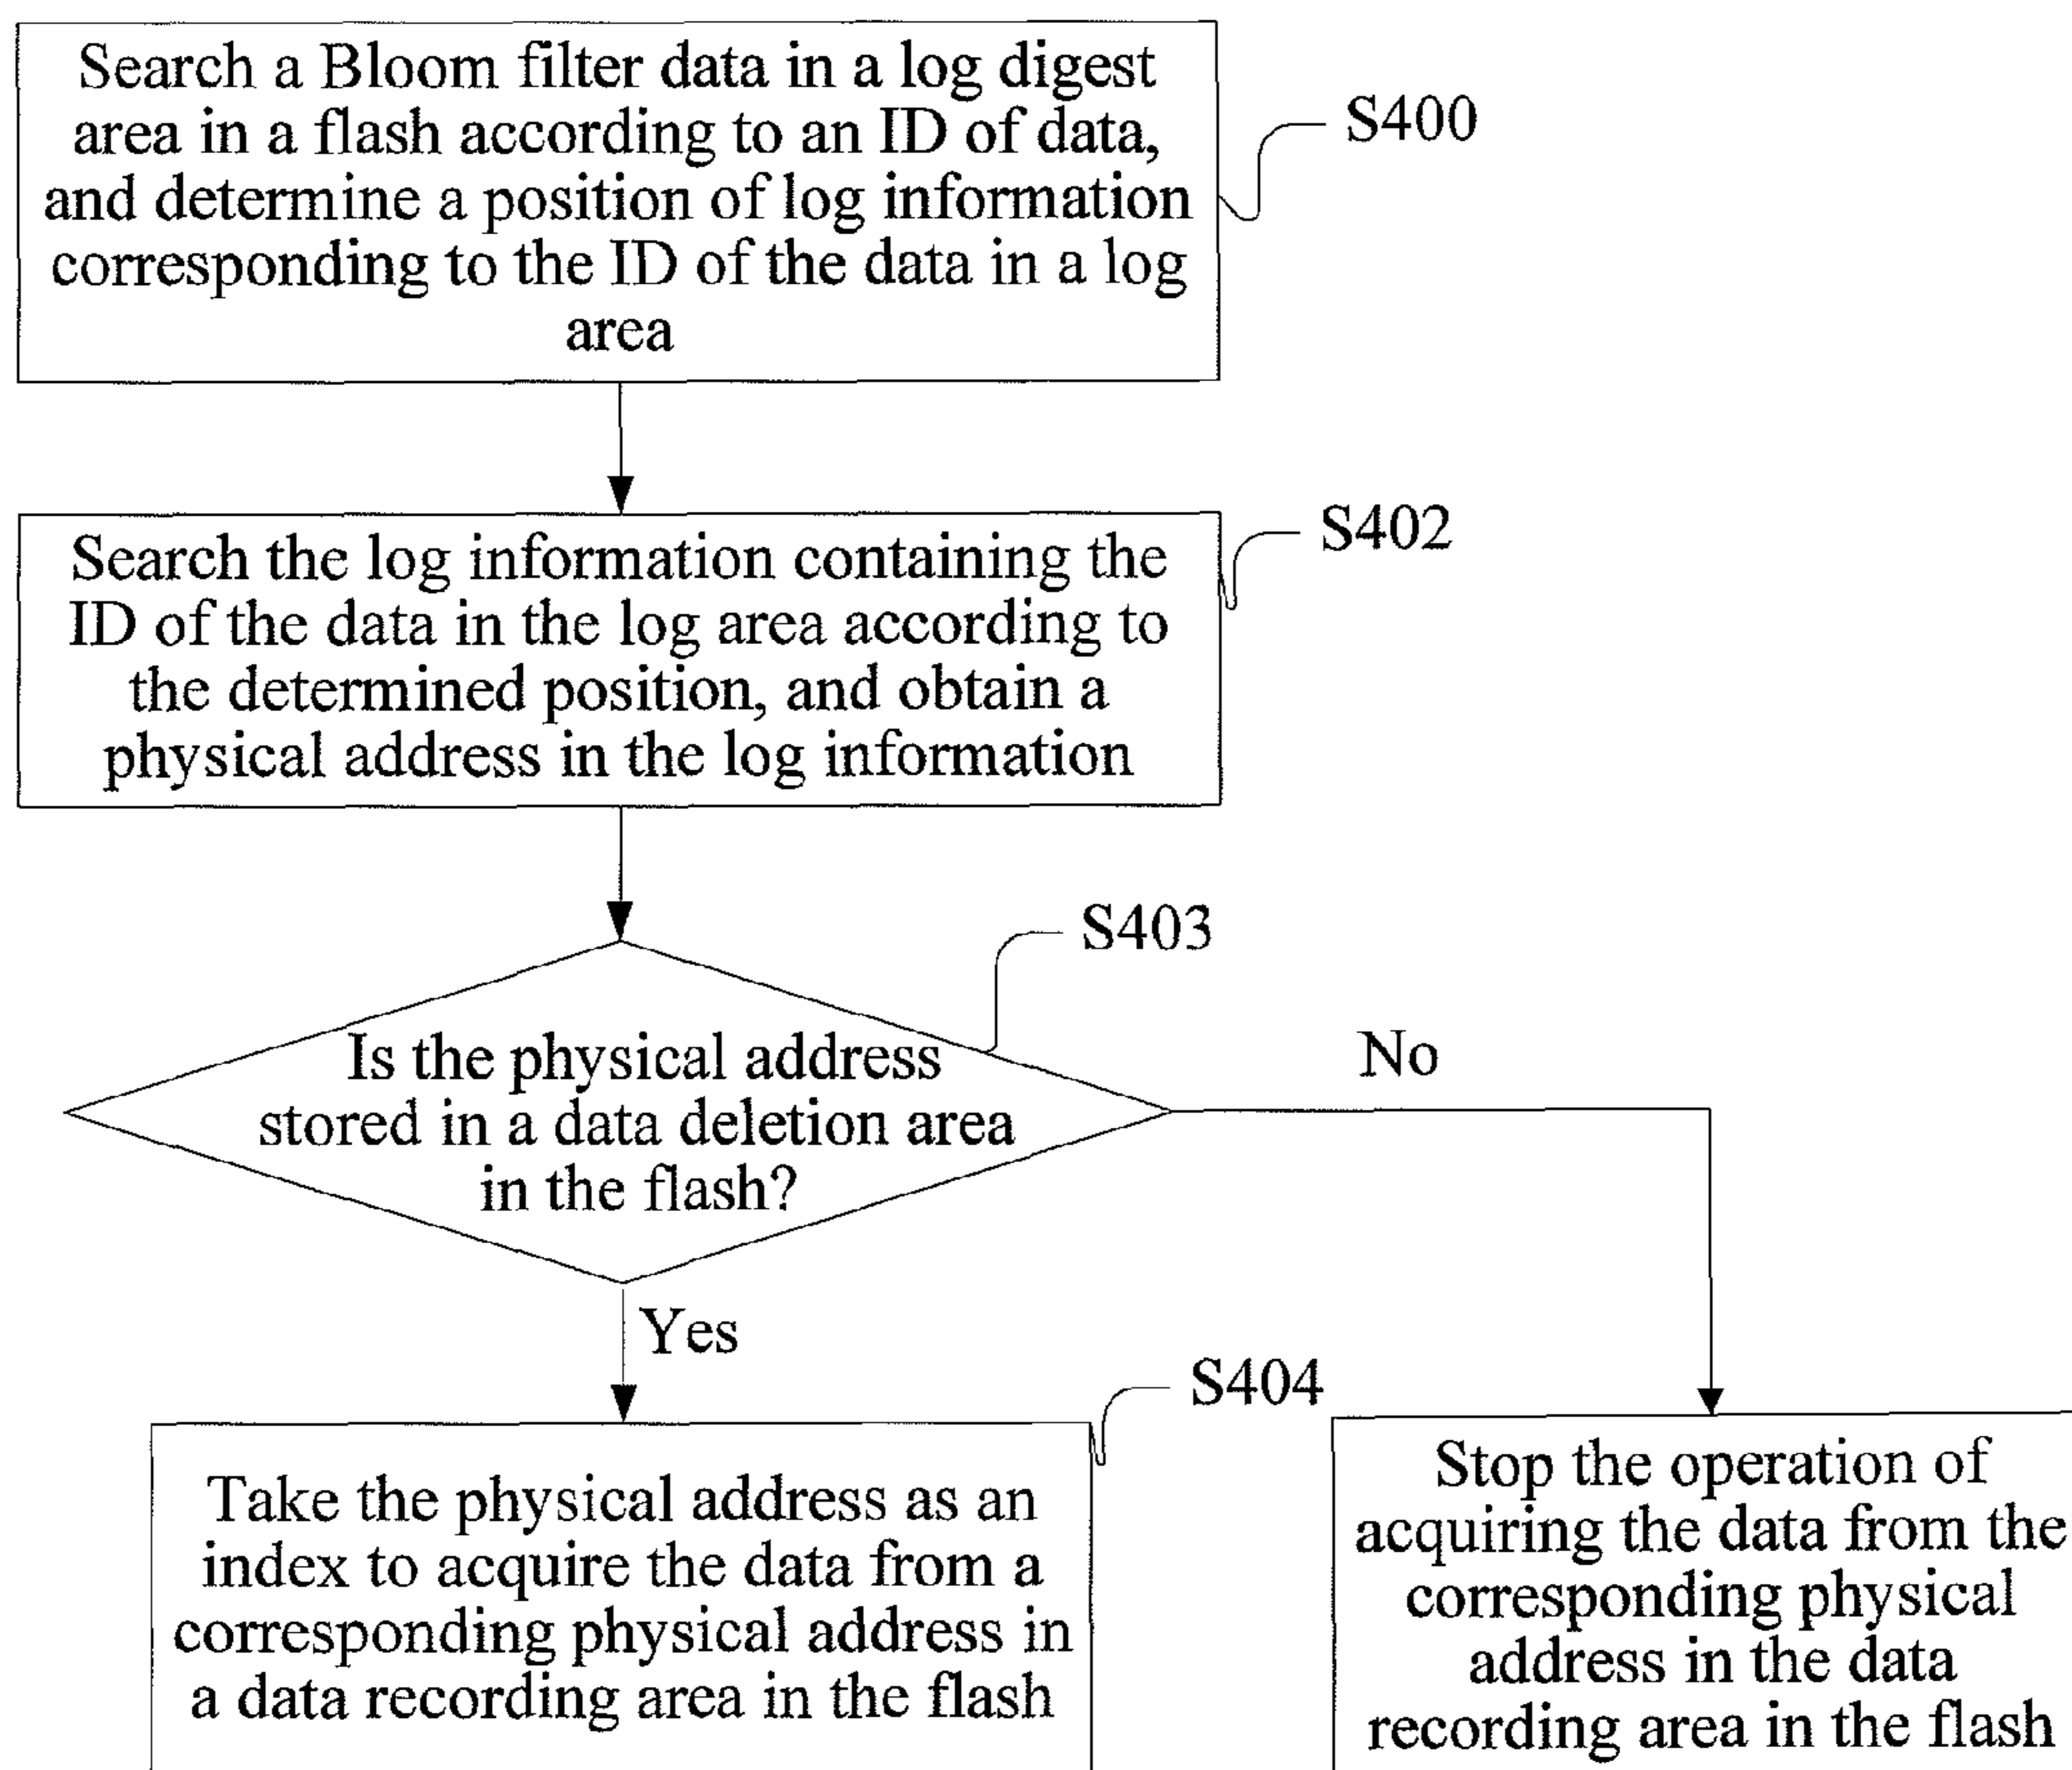 Search a Bloom filter data in a log digest
area in a flash according to an ID of data,
and determine a position of log information
corresponding to the ID of the data in a log
area
S400
Search the log information containing the
ID of the data in the log area according to
the determined position, and obtain a
physical address in the log information
S402
S403
Is the physical address
stored in a data deletion area
in the flash?
No
Yes
S404
Take the physical address as an
index to acquire the data from a
corresponding physical address in
a data recording area in the flash
Stop the operation of
acquiring the data from the
corresponding physical
address in the data
recording area in the flash